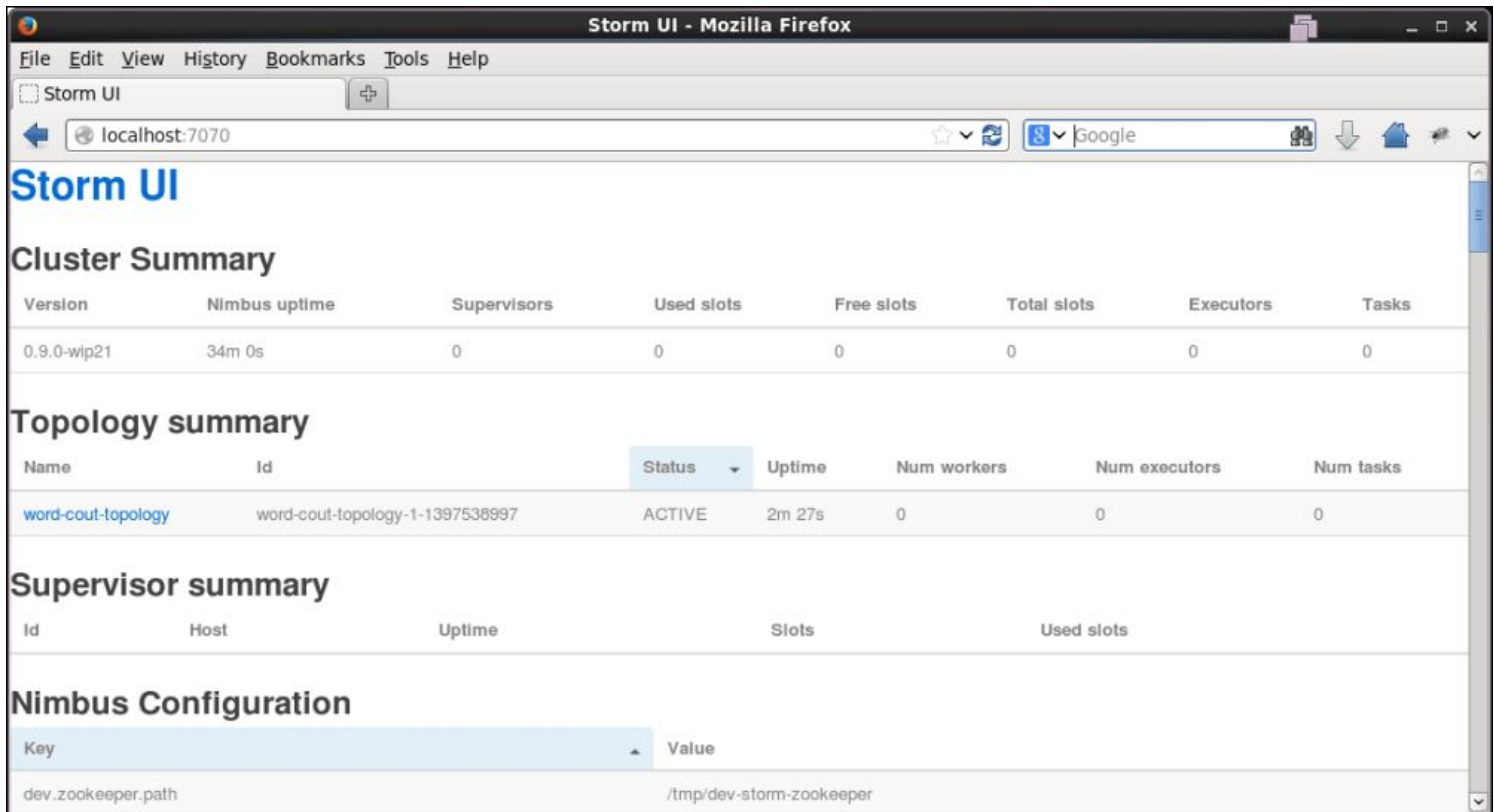 Storm UI - Mozilla Firefox
File Edit View History Bookmarks Tools Help
Storm UI
localhost:7070
8 Google
Storm UI
Cluster Summary
Version Nimbus uptime Supervisors Used slots Free slots Total slots Executors Tasks
0.9.0-wip21 34m 0s 0 0 0 0 0 0
Topology summary
Name Id Status Uptime Num workers Num executors Num tasks
word-cout-topology word-cout-topology-1-1397538997 ACTIVE 2m 27s 0 0 0
Supervisor summary
Id Host Uptime Slots Used slots
Nimbus Configuration
Key Value
dev.zookeeper.path /tmp/dev-storm-zookeeper